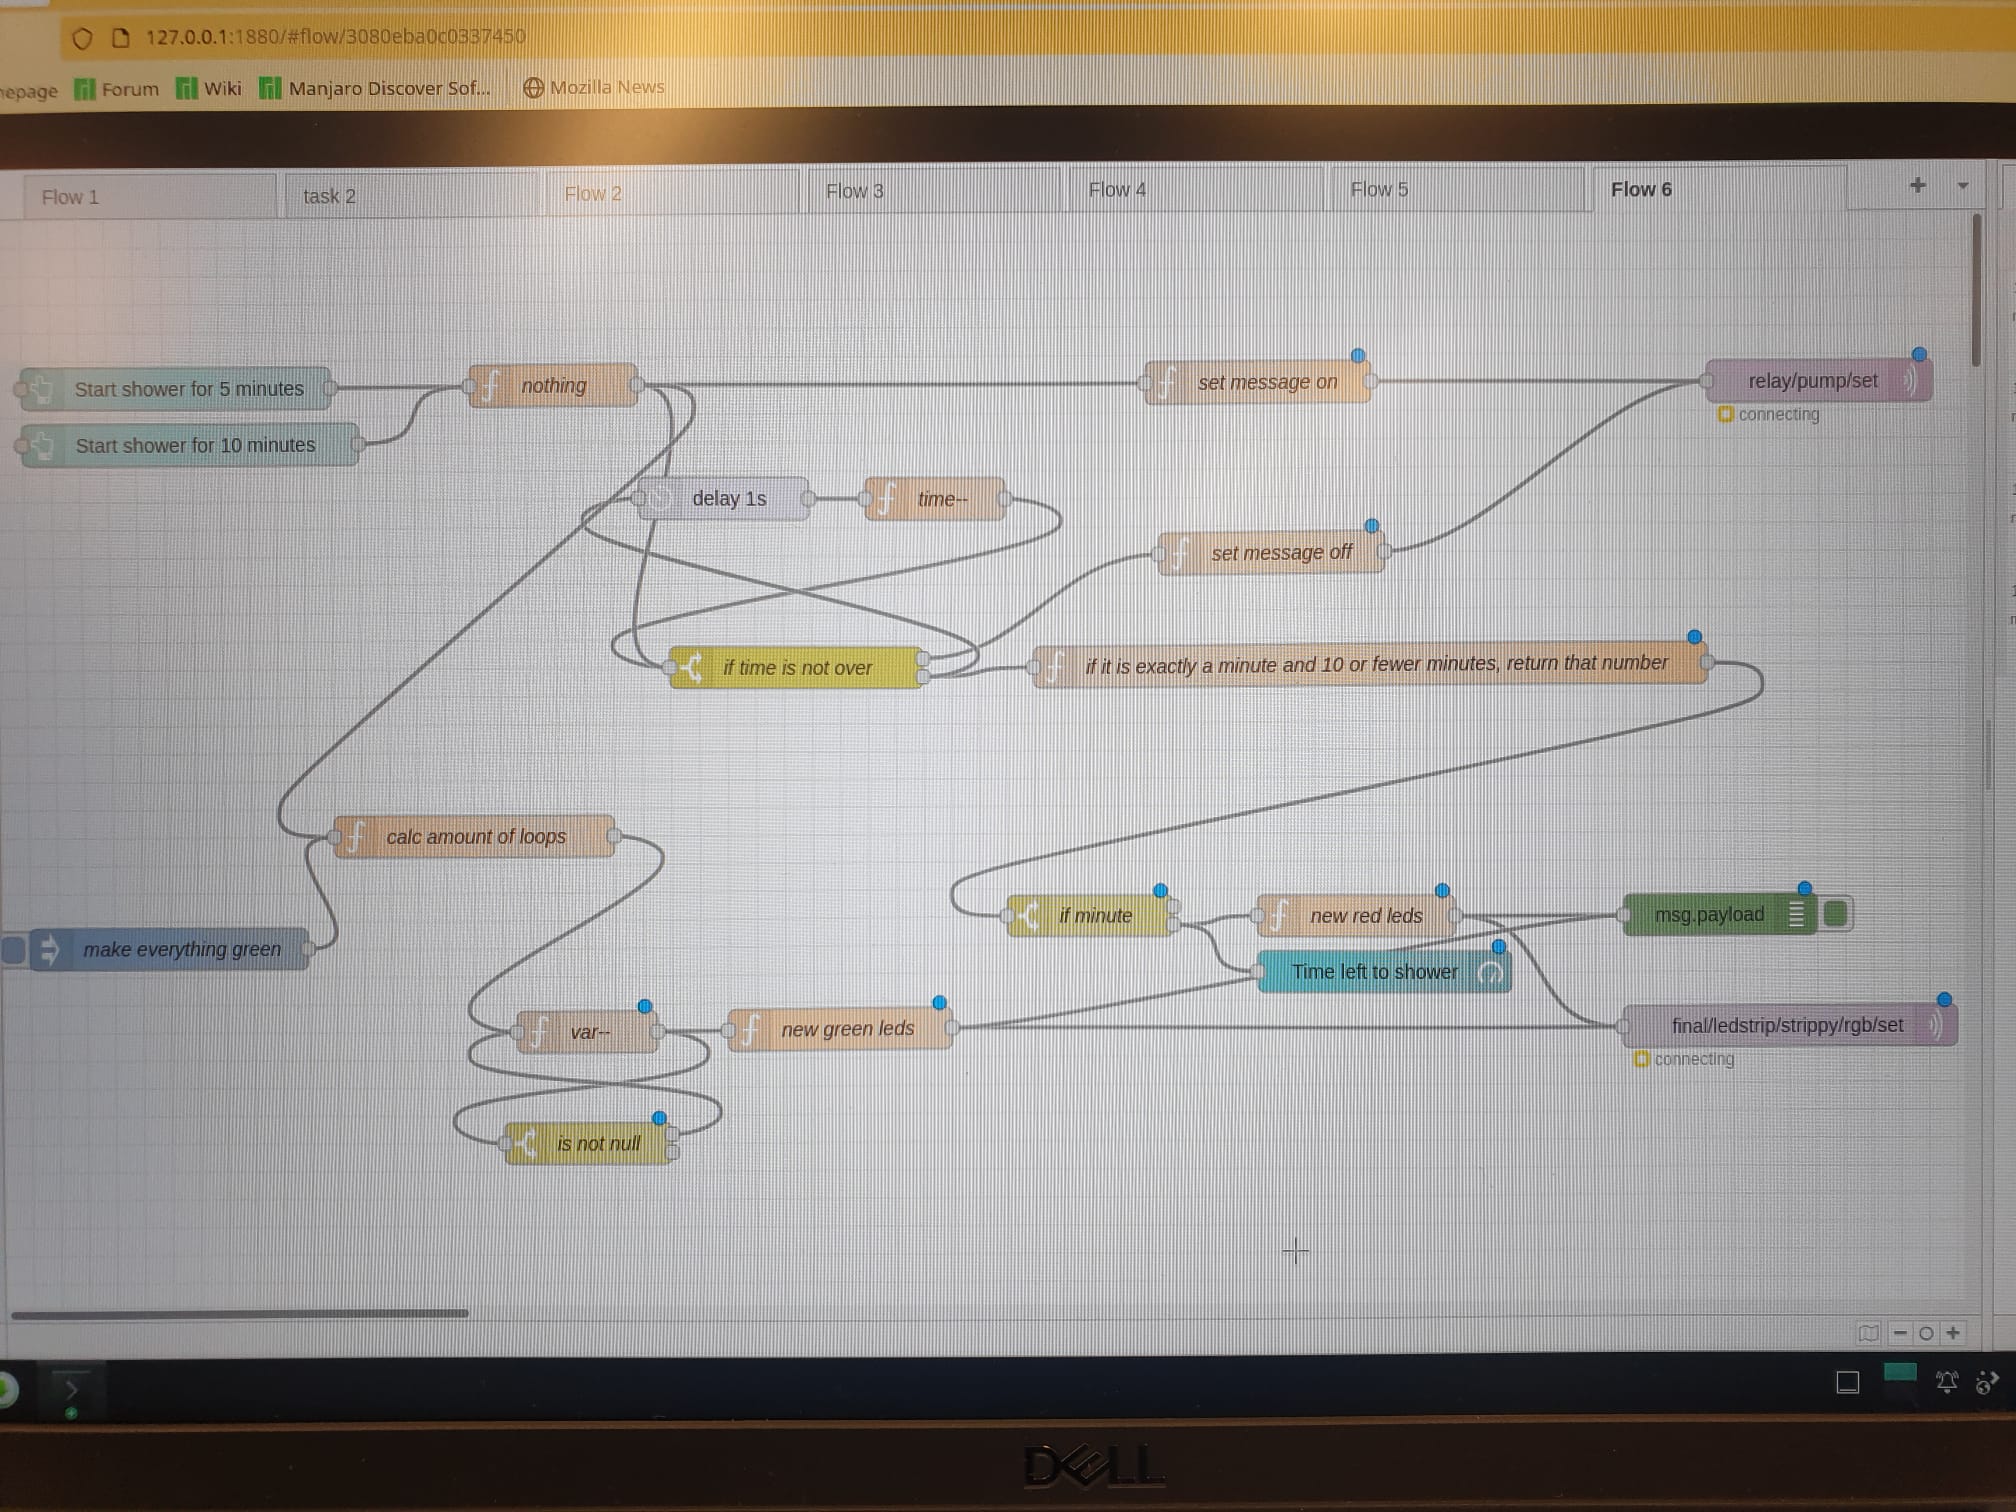 127.0.0.1:1880/#flow/3080eba0c0337450
epage Forum Wiki Manjaro Discover Sof... Mozilla News
Flow 1 task 2 Flow 2 Flow 3 Flow 4 Flow 5 Flow 6
Start shower for 5 minutes nothing set message on relay/pump/set
connecting
Start shower for 10 minutes
delay 1s time--
set message off
if time is not over if it is exactly a minute and 10 or fewer minutes, return that number
calc amount of loops
if minute new red leds msg.payload
make everything green
Time left to shower
var-- new green leds final/ledstrip/strippy/rgb/set
connecting
is not null
DELL